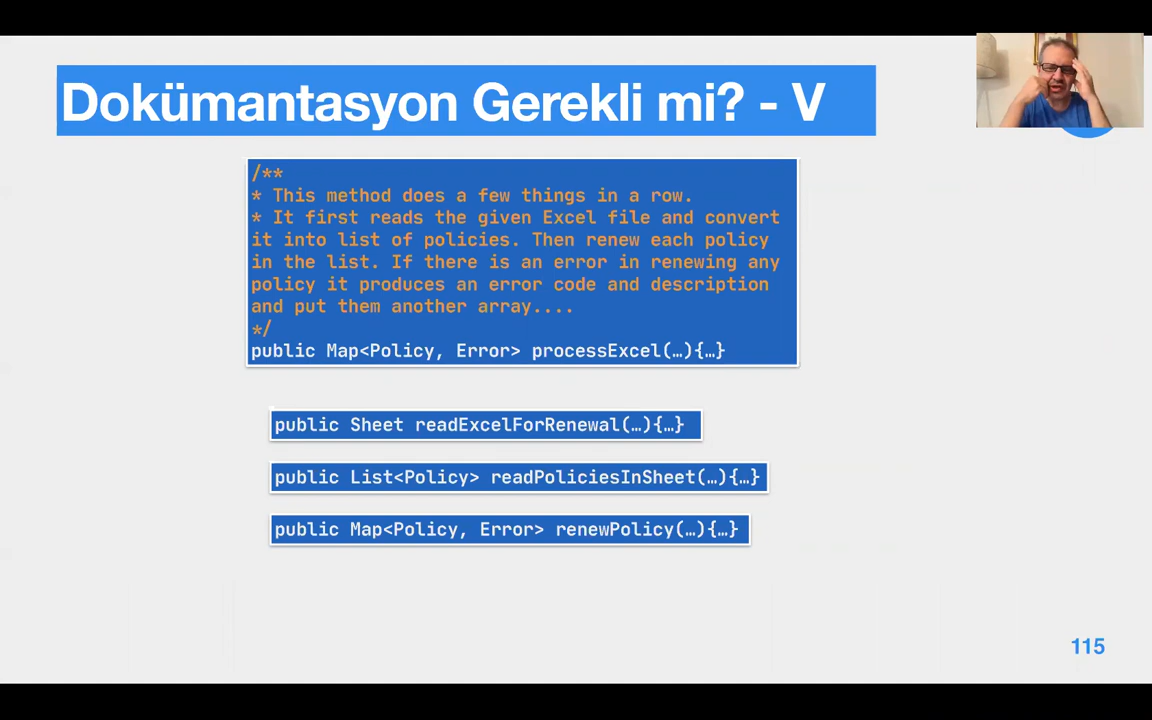 Dokümantasyon Gerekli mi? - V
/**
* This method does a few things in a row.
* It first reads the given Excel file and convert
it into list of policies. Then renew each policy
in the list. If there is an error in renewing any
policy it produces an error code and description
and put them another array....
*/
public Map<Policy, Error> processExcel(…){…}
public Sheet readExcelForRenewal(…){…}
public List<Policy> readPoliciesInSheet(…){…}
public Map<Policy, Error> renewPolicy(…){…}
115